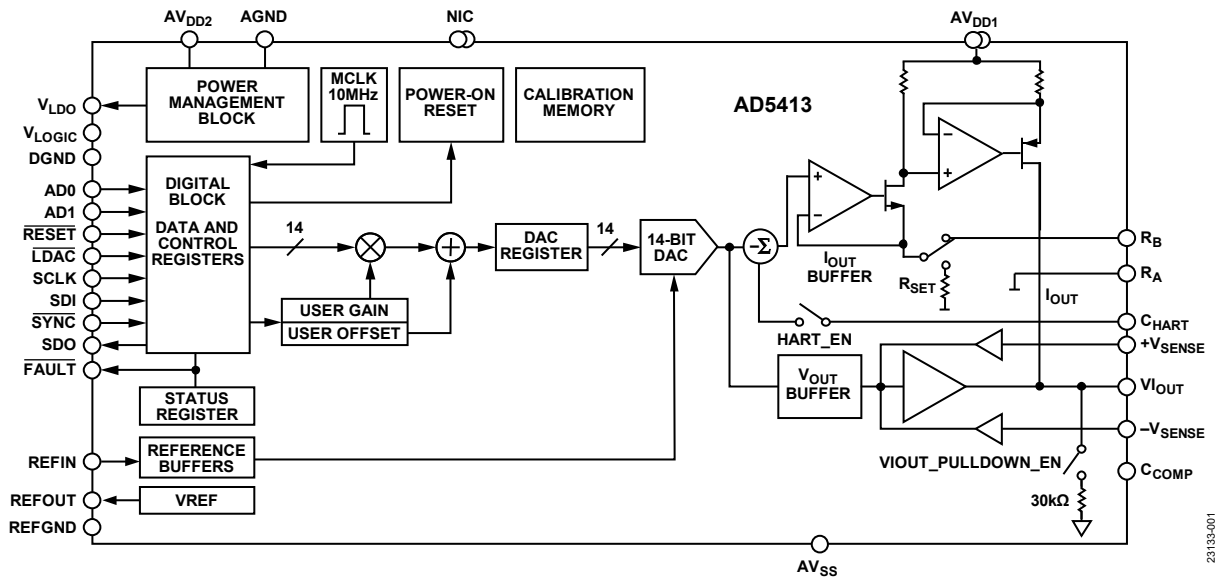 AVDD2
AGND
NIC
AVDD1
POWER
MANAGEMENT
BLOCK
MCLK
10MHz
POWER-ON
RESET
CALIBRATION
MEMORY
AD5413
VLDO
VLOGIC
DGND
AD0
AD1
RESET
LDAC
SCLK
SDI
SYNC
SDO
FAULT
REFIN
REFOUT
REFGND
DIGITAL
BLOCK
DATA AND
CONTROL
REGISTERS
14
USER GAIN
USER OFFSET
DAC
REGISTER
14
14-BIT
DAC
−Σ
+
−
IOUT
BUFFER
−
+
RSET
IOUT
HART_EN
VOUT
BUFFER
RB
RA
CHART
+VSENSE
VIOUT
−VSENSE
CCOMP
VIOUT_PULLDOWN_EN
30kΩ
STATUS
REGISTER
REFERENCE
BUFFERS
VREF
AVSS
23133-001